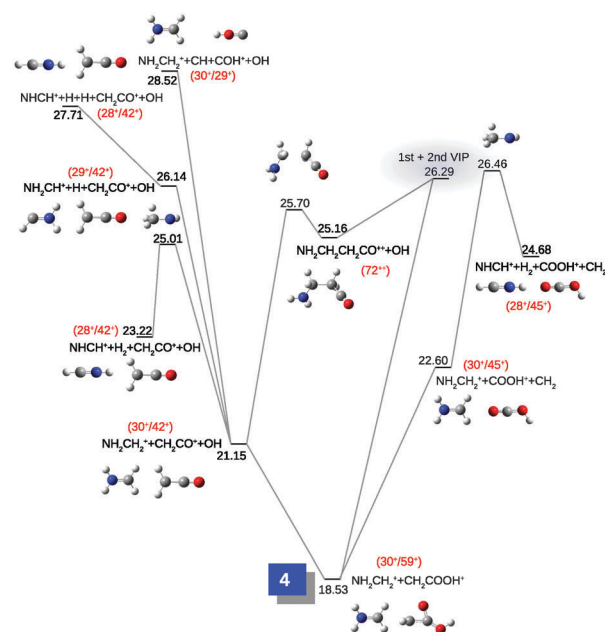 NH₂CH₂⁺+CH+COH⁺+OH
(30⁺/29⁺)
28.52
NHCH⁺+H+H+CH₂CO⁺+OH
27.71
(28⁺/42⁺)
(29⁺/42⁺)
26.14
NH₂CH⁺+H+CH₂CO⁺+OH
25.01
(28⁺/42⁺)
23.22
NHCH⁺+H₂+CH₂CO⁺+OH
(30⁺/42⁺)
NH₂CH₂⁺+CH₂CO⁺+OH
21.15
25.70
25.16
NH₂CH₂CH₂CO⁺⁺+OH
(72⁺⁺)
1st + 2nd VIP
26.29
26.46
24.68
NHCH⁺+H₂+COOH⁺+CH₂
(28⁺/45⁺)
22.60
(30⁺/45⁺)
NH₂CH₂⁺+COOH⁺+CH₂
4
18.53
(30⁺/59⁺)
NH₂CH₂⁺+CH₂COOH⁺